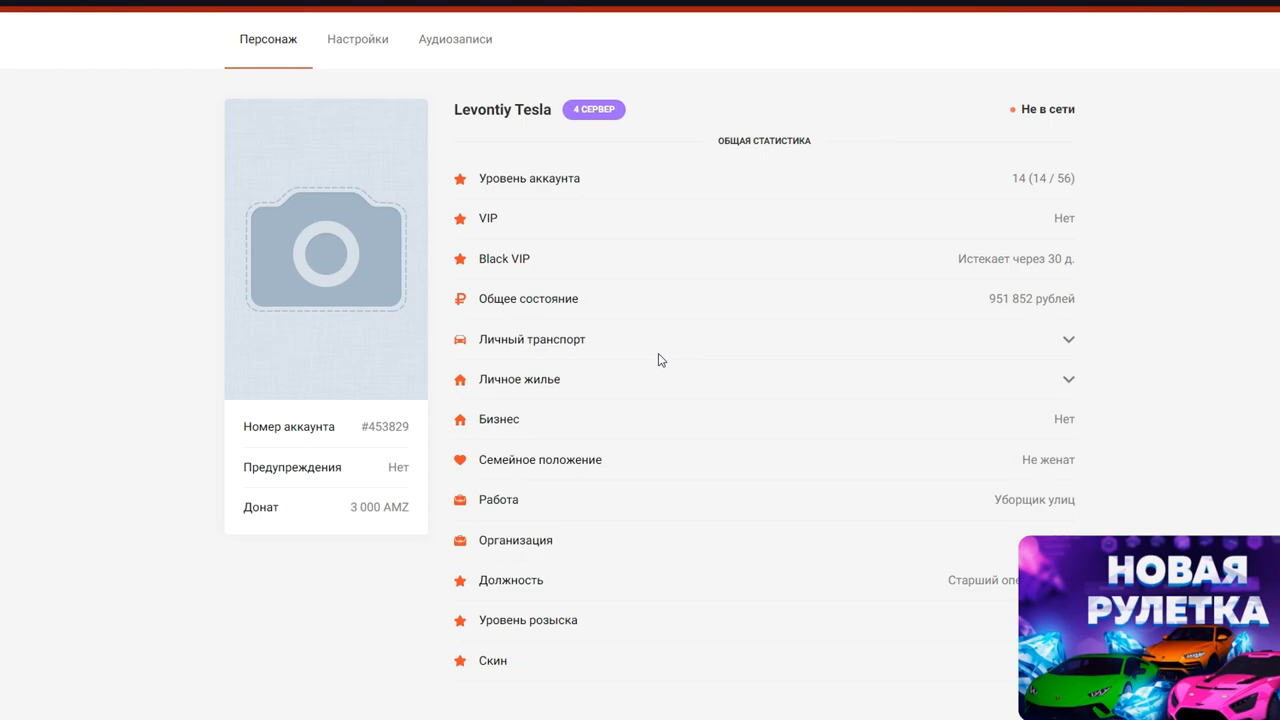 Персонаж Настройки Аудиозаписи
Levontiy Tesla 4 СЕРВЕР Не в сети
ОБЩАЯ СТАТИСТИКА
Уровень аккаунта 14 (14 / 56)
VIP Нет
Black VIP Истекает через 30 д.
Общее состояние 951 852 рублей
Личный транспорт
Личное жилье
Бизнес Нет
Семейное положение Не женат
Работа Уборщик улиц
Организация
Должность Старший
Уровень розыска
Скин
Номер аккаунта #453829
Предупреждения Нет
Донат 3 000 AMZ
НОВАЯ
РУЛЕТКА